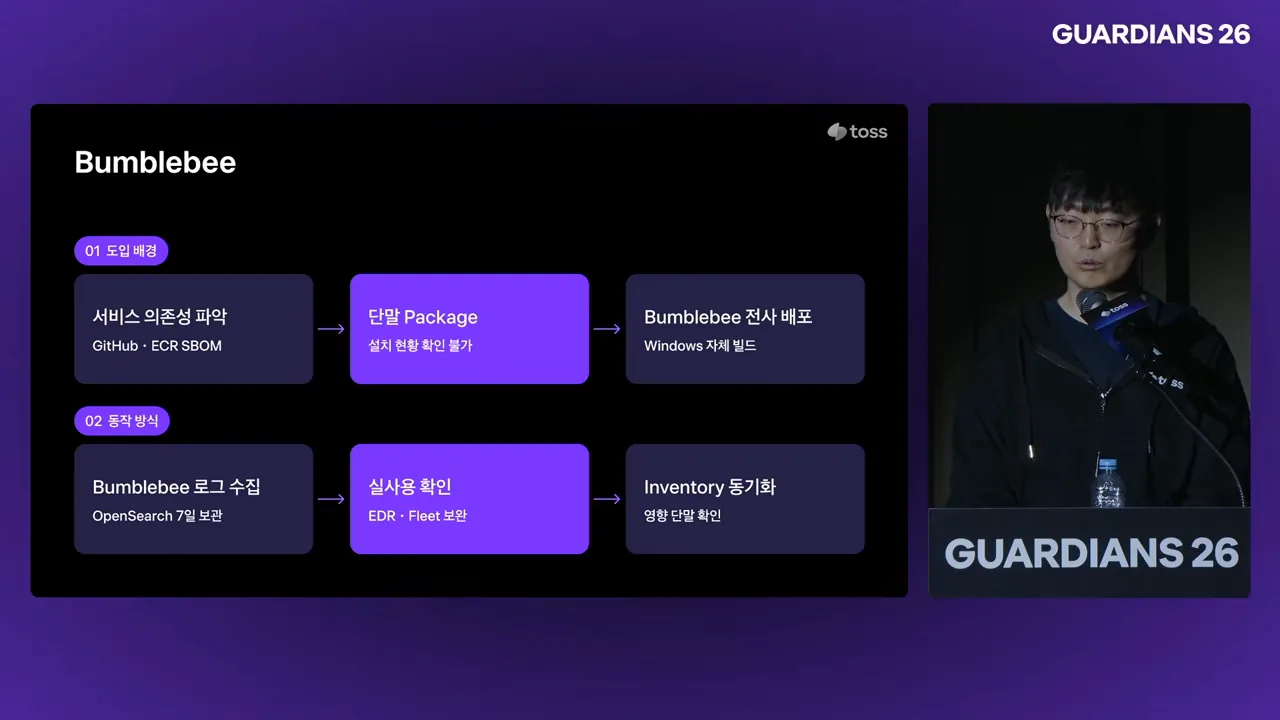 GUARDIANS 26
toss
Bumblebee
01 도입 배경
서비스 의존성 파악
GitHub · ECR SBOM
단말 Package
설치 현황 확인 불가
Bumblebee 전사 배포
Windows 자체 빌드
02 동작 방식
Bumblebee 로그 수집
OpenSearch 7일 보관
실사용 확인
EDR · Fleet 보완
Inventory 동기화
영향 단말 확인
toss
toss
GUARDIANS 26